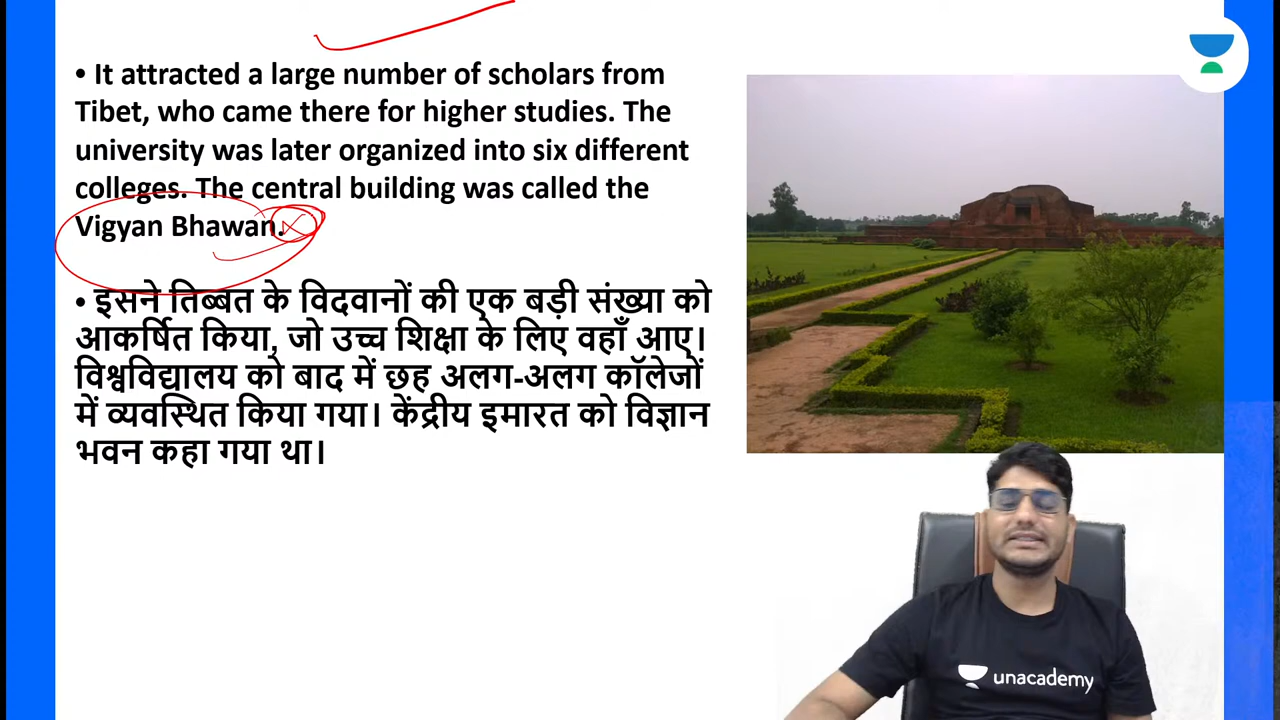 • It attracted a large number of scholars from
Tibet, who came there for higher studies. The
university was later organized into six different
colleges. The central building was called the
Vigyan Bhawan.
• इसने तिब्बत के विदवानों की एक बड़ी संख्या को
आकर्षित किया, जो उच्च शिक्षा के लिए वहाँ आए।
विश्वविद्यालय को बाद में छह अलग-अलग कॉलेजों
में व्यवस्थित किया गया। केंद्रीय इमारत को विज्ञान
भवन कहा गया था।
unacademy